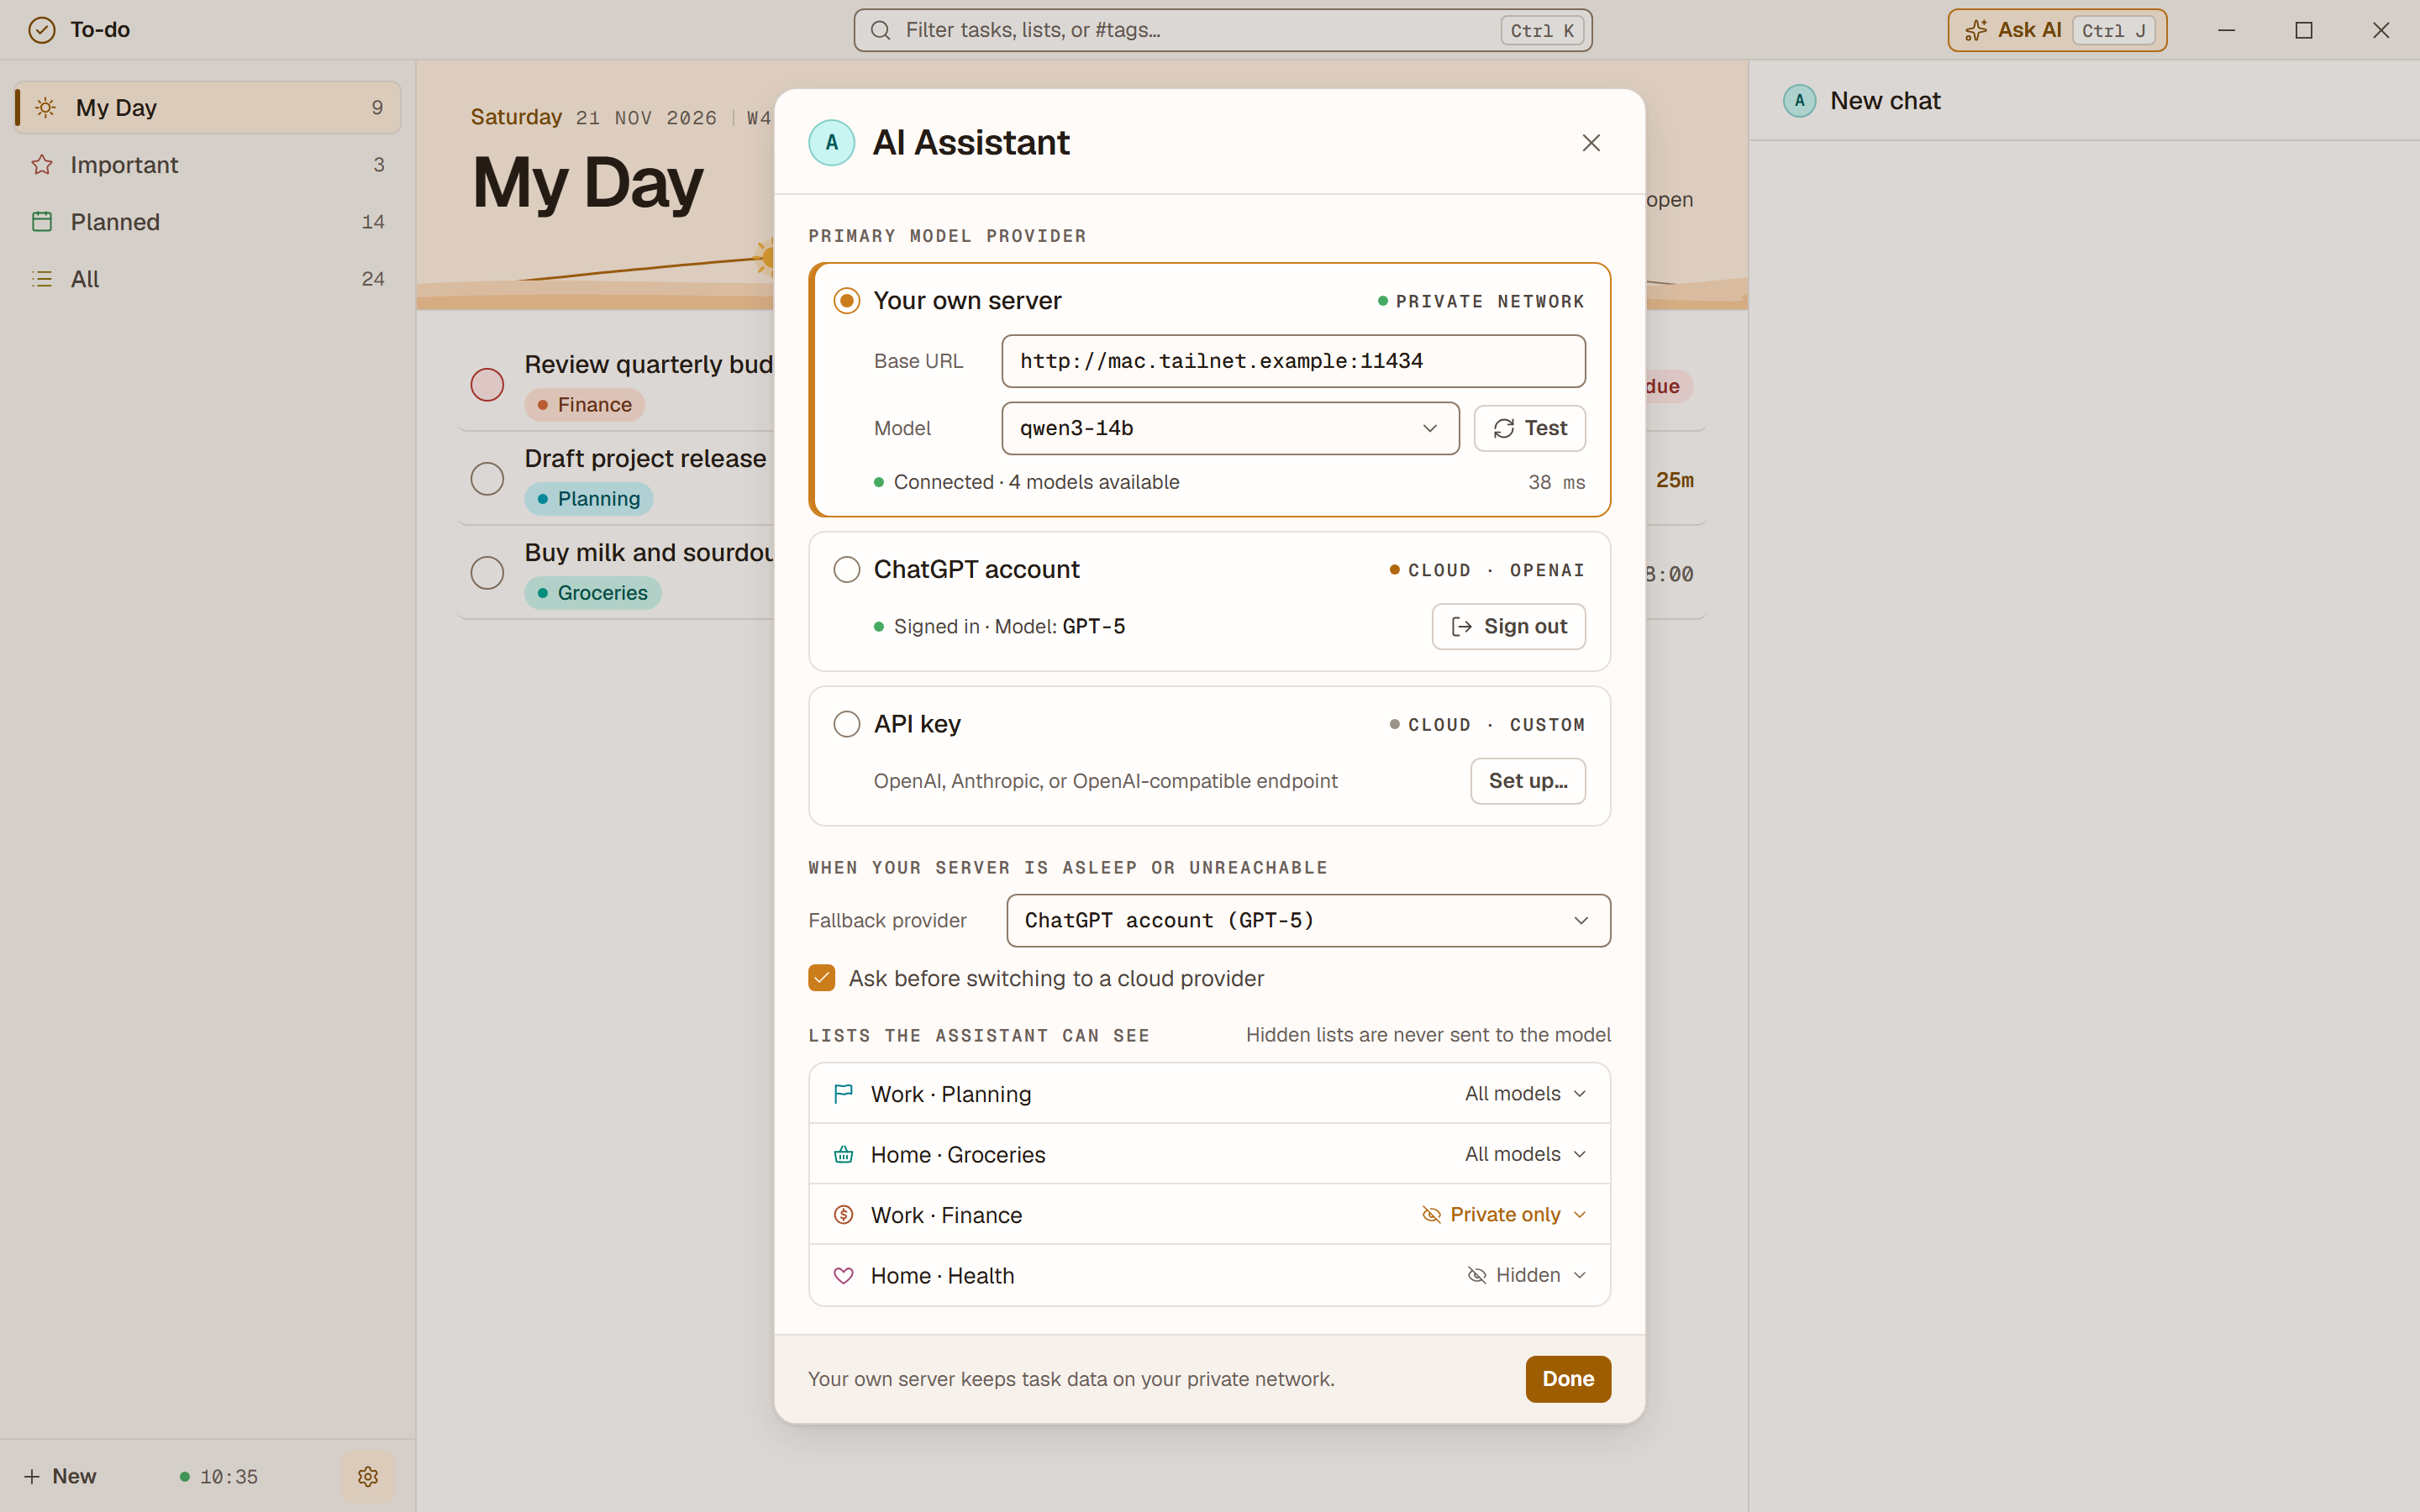 To-do
Filter tasks, lists, or #tags...
Ctrl K
Ask AI
Ctrl J
My Day
9
Important
3
Planned
14
All
24
Saturday 21 NOV 2026 | W4
My Day
open
Review quarterly bud
Finance
due
Draft project release
Planning
25m
Buy milk and sourdou
Groceries
8:00
A
New chat
A
AI Assistant
PRIMARY MODEL PROVIDER
Your own server
PRIVATE NETWORK
Base URL
http://mac.tailnet.example:11434
Model
qwen3-14b
Test
Connected · 4 models available
38 ms
ChatGPT account
CLOUD · OPENAI
Signed in · Model: GPT-5
Sign out
API key
CLOUD · CUSTOM
OpenAI, Anthropic, or OpenAI-compatible endpoint
Set up...
WHEN YOUR SERVER IS ASLEEP OR UNREACHABLE
Fallback provider
ChatGPT account (GPT-5)
Ask before switching to a cloud provider
LISTS THE ASSISTANT CAN SEE
Hidden lists are never sent to the model
Work · Planning
All models
Home · Groceries
All models
Work · Finance
Private only
Home · Health
Hidden
Your own server keeps task data on your private network.
Done
New
10:35